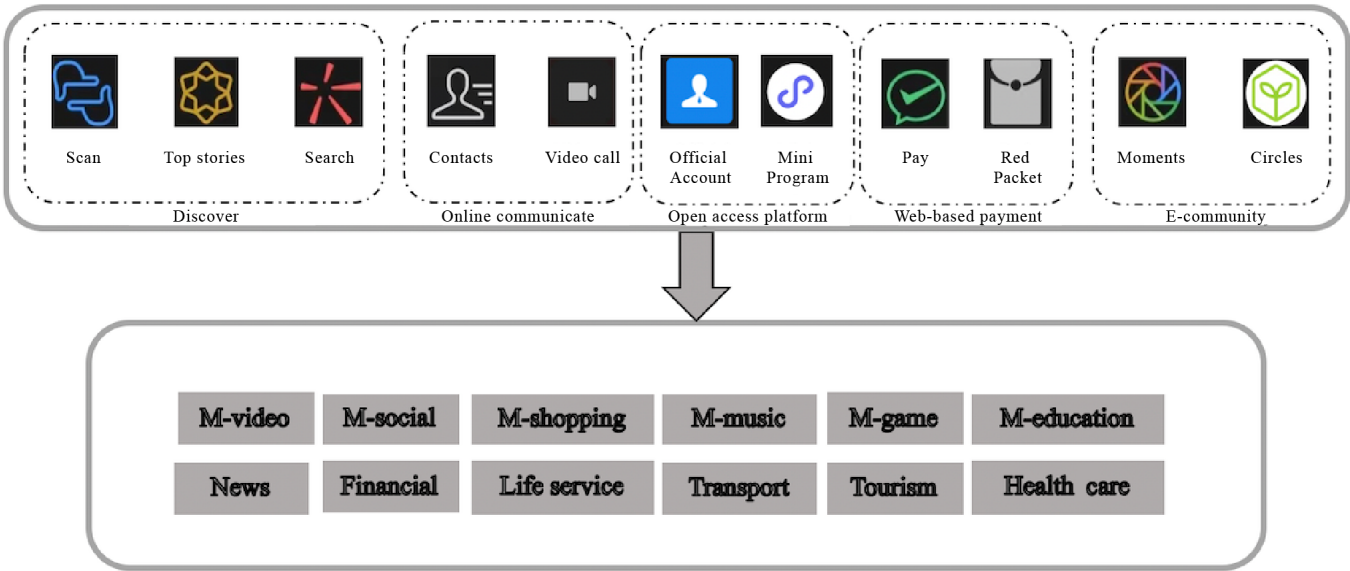 Scan
Top stories
Search
Contacts
Video call
Official
Account
Mini
Program
Pay
Red
Packet
Moments
Circles
Discover
Online communicate
Open access platform
Web-based payment
E-community
M-video
M-social
M-shopping
M-music
M-game
M-education
News
Financial
Life service
Transport
Tourism
Health care